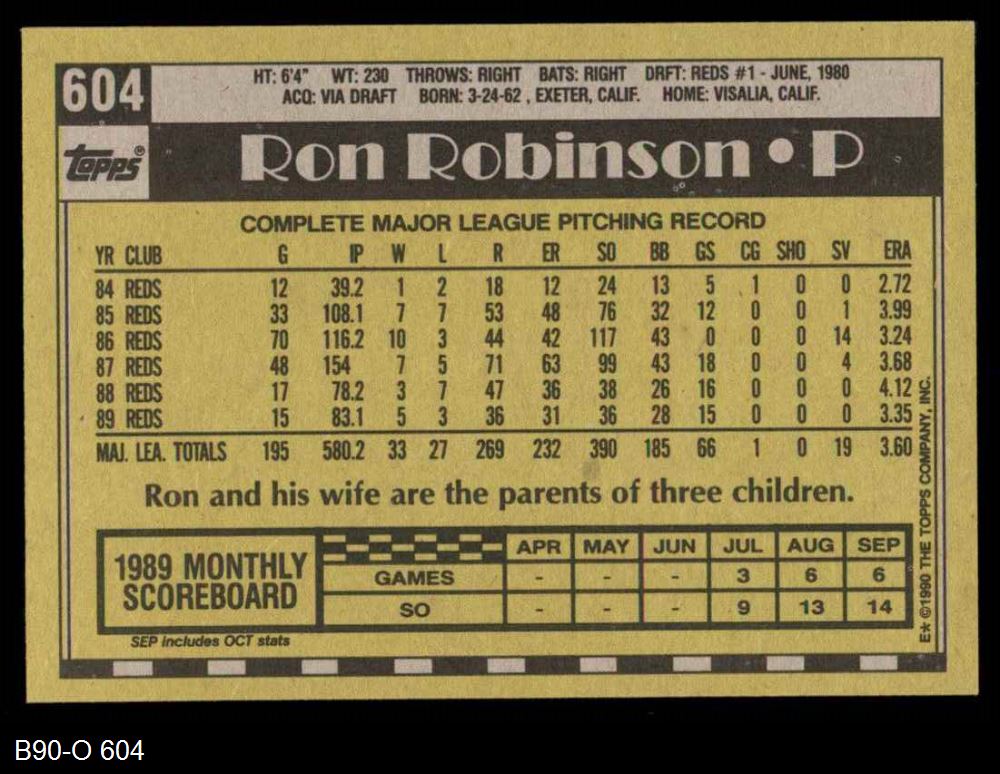 604
HT: 6'4" WT: 230 THROWS: RIGHT BATS: RIGHT DRFT: REDS #1 - JUNE, 1980
ACQ: VIA DRAFT BORN: 3-24-62 , EXETER, CALIF. HOME: VISALIA, CALIF.
topps®
Ron Robinson • P
COMPLETE MAJOR LEAGUE PITCHING RECORD
YR CLUB G IP W L R ER SO BB GS CG SHO SV ERA
84 REDS 12 39.2 1 2 18 12 24 13 5 1 0 0 2.72
85 REDS 33 108.1 7 7 53 48 76 32 12 0 0 1 3.99
86 REDS 70 116.2 10 3 44 42 117 43 0 0 0 14 3.24
87 REDS 48 154 7 5 71 63 99 43 18 0 0 4 3.68
88 REDS 17 78.2 3 7 47 36 38 26 16 0 0 0 4.12
89 REDS 15 83.1 5 3 36 31 36 28 15 0 0 0 3.35
MAJ. LEA. TOTALS 195 580.2 33 27 269 232 390 185 66 1 0 19 3.60
Ron and his wife are the parents of three children.
1989 MONTHLY
SCOREBOARD
APR MAY JUN JUL AUG SEP
GAMES - - - 3 6 6
SO - - - 9 13 14
SEP includes OCT stats
E* ©1990 THE TOPPS COMPANY, INC.
B90-O 604